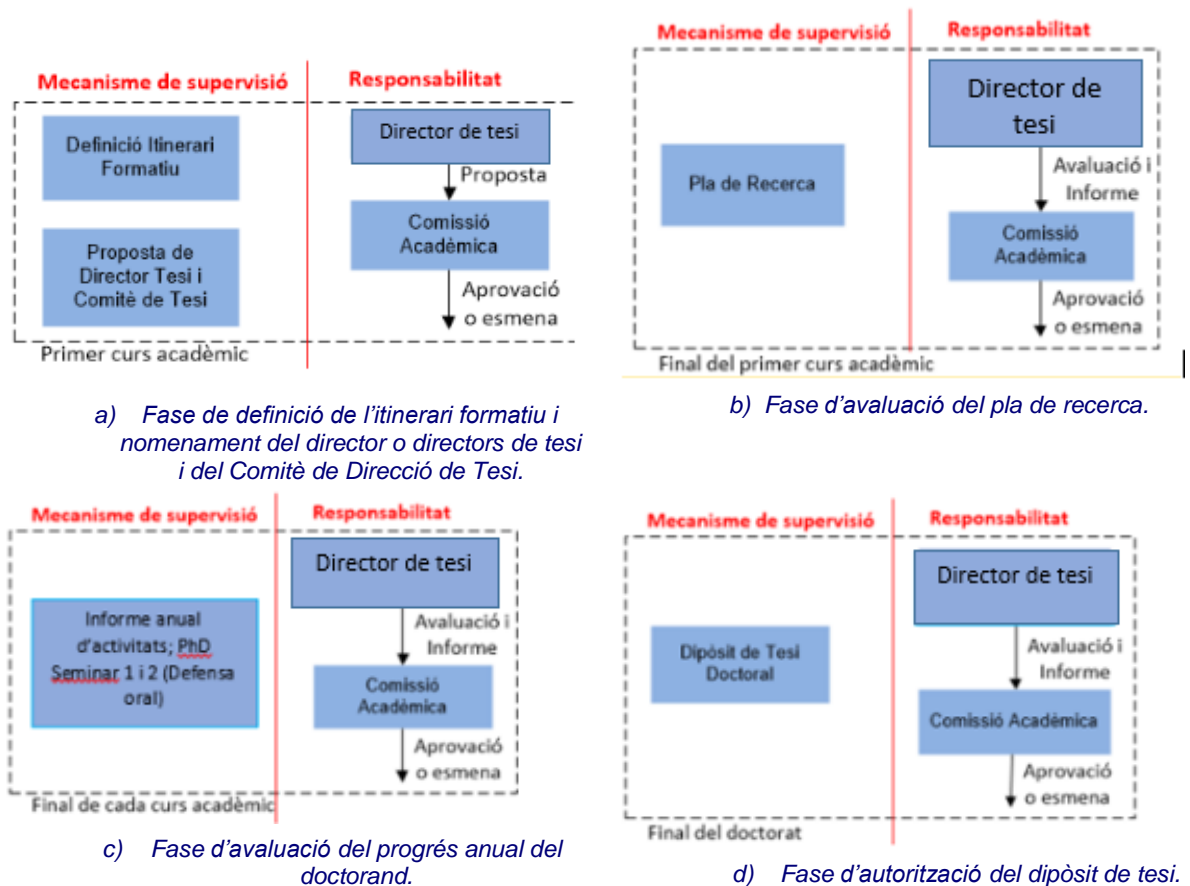 Mecanisme de supervisió
Responsabilitat
Definició Itinerari
Formatiu
Proposta de
Director Tesi i
Comitè de Tesi
Director de tesi
Proposta
Comissió
Acadèmica
Aprovació
o esmena
Primer curs acadèmic
a) Fase de definició de l'itinerari formatiu i
nomenament del director o directors de tesi
i del Comitè de Direcció de Tesi.
Mecanisme de supervisió
Responsabilitat
Pla de Recerca
Director de
tesi
Avaluació i
Informe
Comissió
Acadèmica
Aprovació
o esmena
Final del primer curs acadèmic
b) Fase d'avaluació del pla de recerca.
Mecanisme de supervisió
Responsabilitat
Informe anual
d'activitats; PhD
Seminar 1 i 2 (Defensa
oral)
Director de tesi
Avaluació i
Informe
Comissió
Acadèmica
Aprovació
o esmena
Final de cada curs acadèmic
c) Fase d'avaluació del progrés anual del
doctorand.
Mecanisme de supervisió
Responsabilitat
Dipòsit de Tesi
Doctoral
Director de tesi
Avaluació i
Informe
Comissió Acadèmica
Aprovació
o esmena
Final del doctorat
d) Fase d'autorització del dipòsit de tesi.